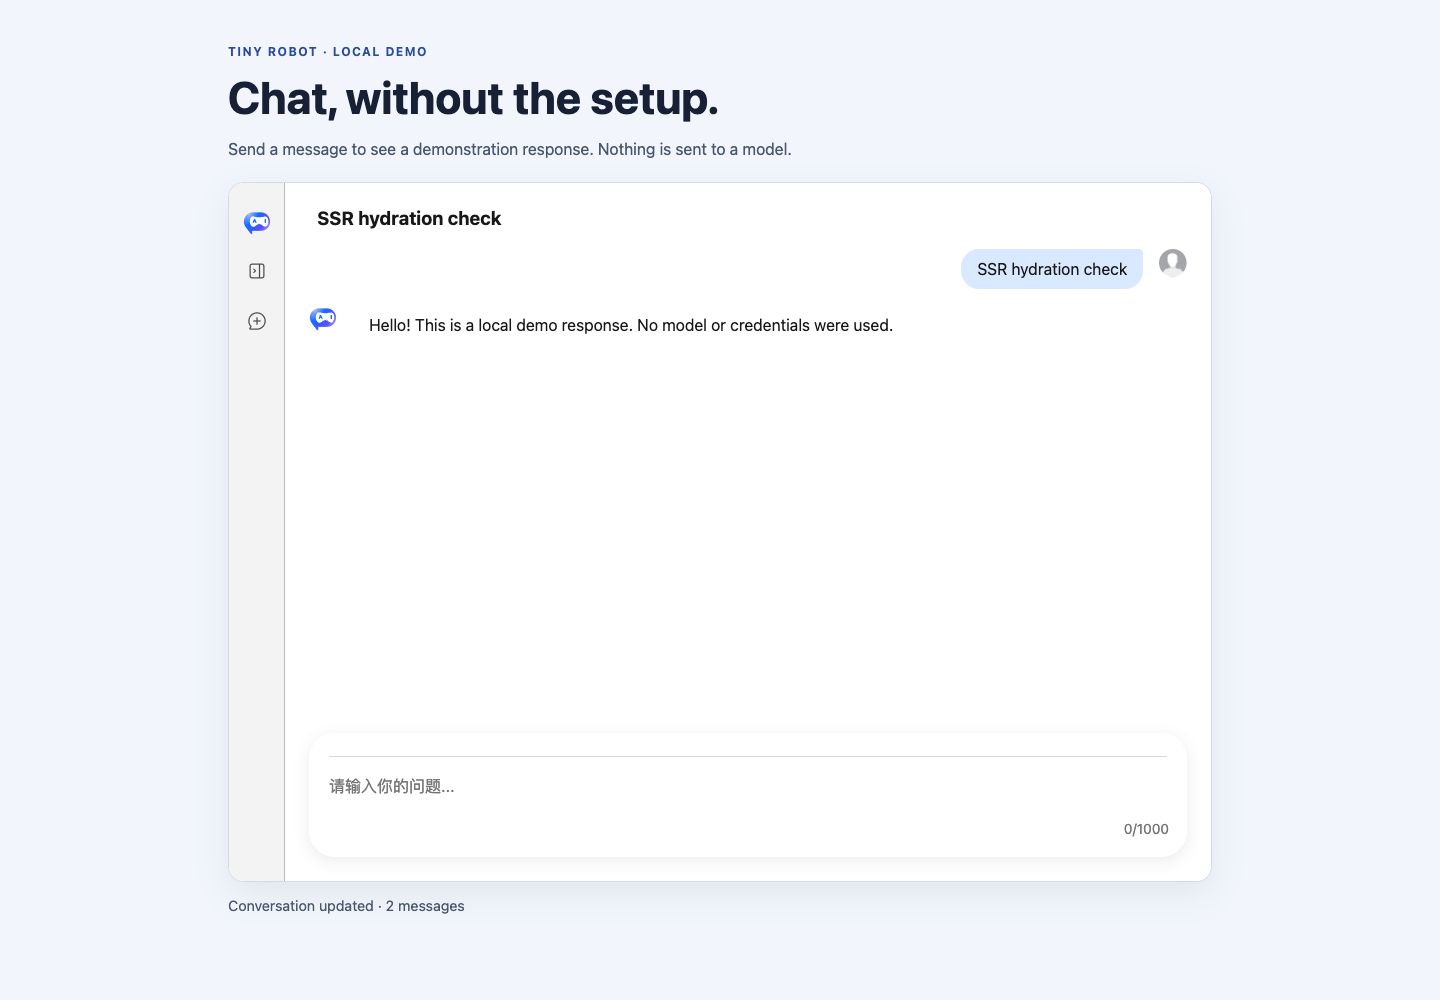 TINY ROBOT · LOCAL DEMO
Chat, without the setup.
Send a message to see a demonstration response. Nothing is sent to a model.
SSR hydration check
SSR hydration check
Hello! This is a local demo response. No model or credentials were used.
请输入你的问题...
0/1000
Conversation updated · 2 messages